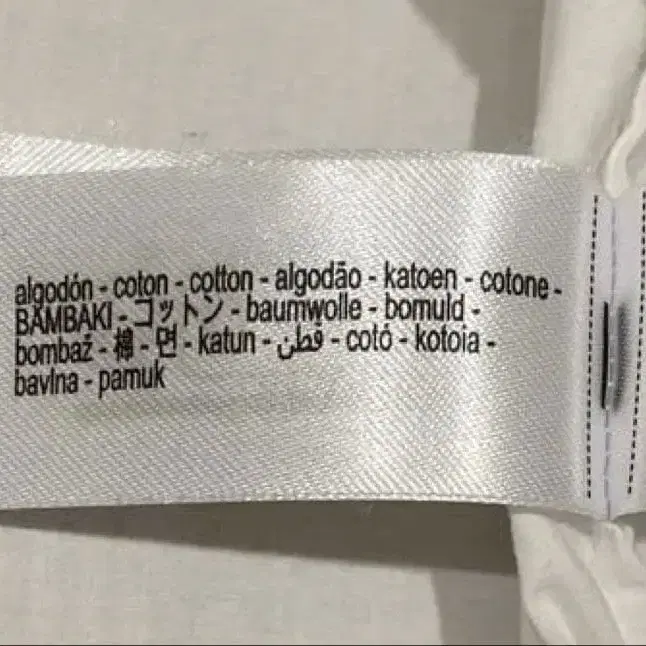 algodón - coton - cotton - algodão - katoen - cotone -
BAMBAKI - コットン - baumwolle - bomuld -
bombaž - 棉 - 면 - katun - قطن - cotó - kotoia -
bavlna - pamuk